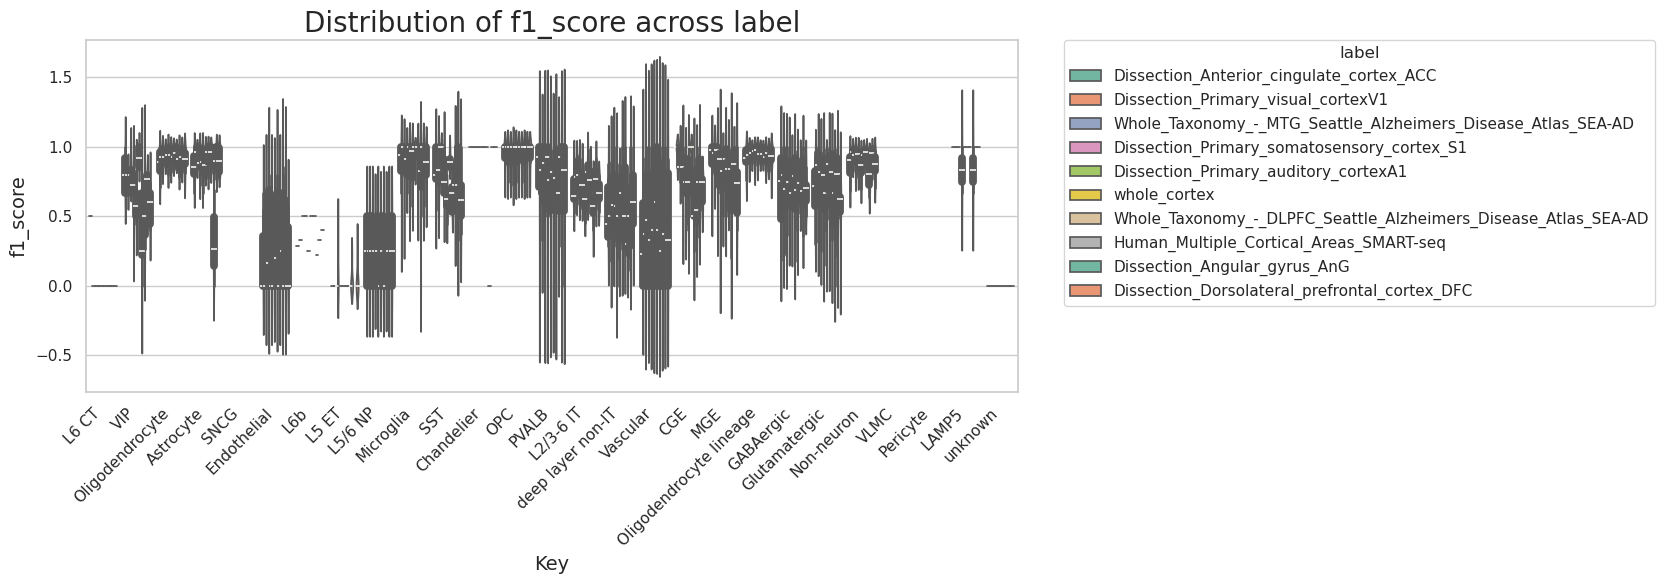 Distribution of f1_score across label
f1_score
1.5
1.0
0.5
0.0
−0.5
L6 CT
VIP
Oligodendrocyte
Astrocyte
SNCG
Endothelial
L6b
L5 ET
L5/6 NP
Microglia
SST
Chandelier
OPC
PVALB
L2/3-6 IT
deep layer non-IT
Vascular
CGE
MGE
Oligodendrocyte lineage
GABAergic
Glutamatergic
Non-neuron
VLMC
Pericyte
LAMP5
unknown
Key
label
Dissection_Anterior_cingulate_cortex_ACC
Dissection_Primary_visual_cortexV1
Whole_Taxonomy_-_MTG_Seattle_Alzheimers_Disease_Atlas_SEA-AD
Dissection_Primary_somatosensory_cortex_S1
Dissection_Primary_auditory_cortexA1
whole_cortex
Whole_Taxonomy_-_DLPFC_Seattle_Alzheimers_Disease_Atlas_SEA-AD
Human_Multiple_Cortical_Areas_SMART-seq
Dissection_Angular_gyrus_AnG
Dissection_Dorsolateral_prefrontal_cortex_DFC